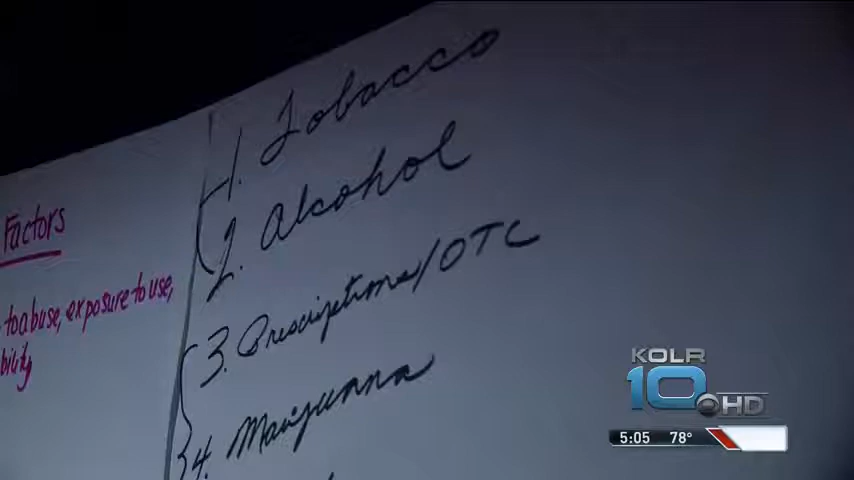 Factors
to abuse, exposure to use,
bility
1. Tobacco
2. Alcohol
3. Prescriptions/OTC
4. Marijuana
KOLR
10 HD
5:05 78°